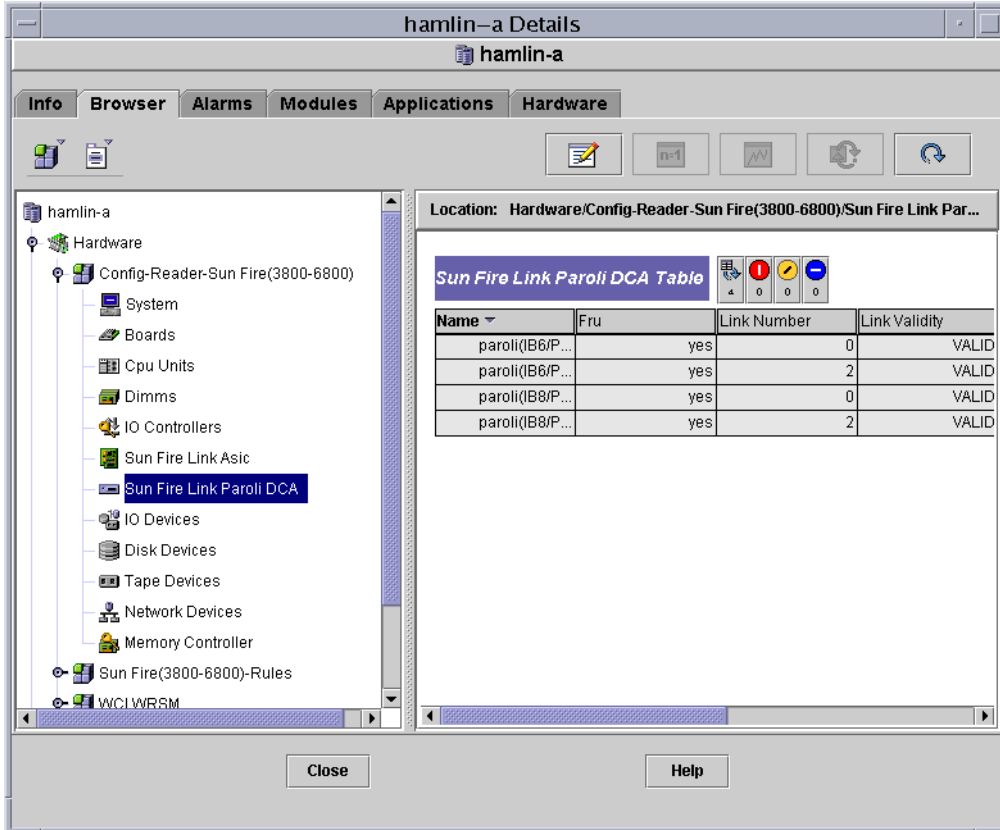 hamlin–a Details
hamlin-a
Info Browser Alarms Modules Applications Hardware
n=1
hamlin-a
Hardware
Config-Reader-Sun Fire(3800-6800)
System
Boards
Cpu Units
Dimms
IO Controllers
Sun Fire Link Asic
Sun Fire Link Paroli DCA
IO Devices
Disk Devices
Tape Devices
Network Devices
Memory Controller
Sun Fire(3800-6800)-Rules
WCI WRSM
Location: Hardware/Config-Reader-Sun Fire(3800-6800)/Sun Fire Link Par...
Sun Fire Link Paroli DCA Table
4 0 0 0
Name Fru Link Number Link Validity
paroli(IB6/P... yes 0 VALID
paroli(IB6/P... yes 2 VALID
paroli(IB8/P... yes 0 VALID
paroli(IB8/P... yes 2 VALID
Close Help